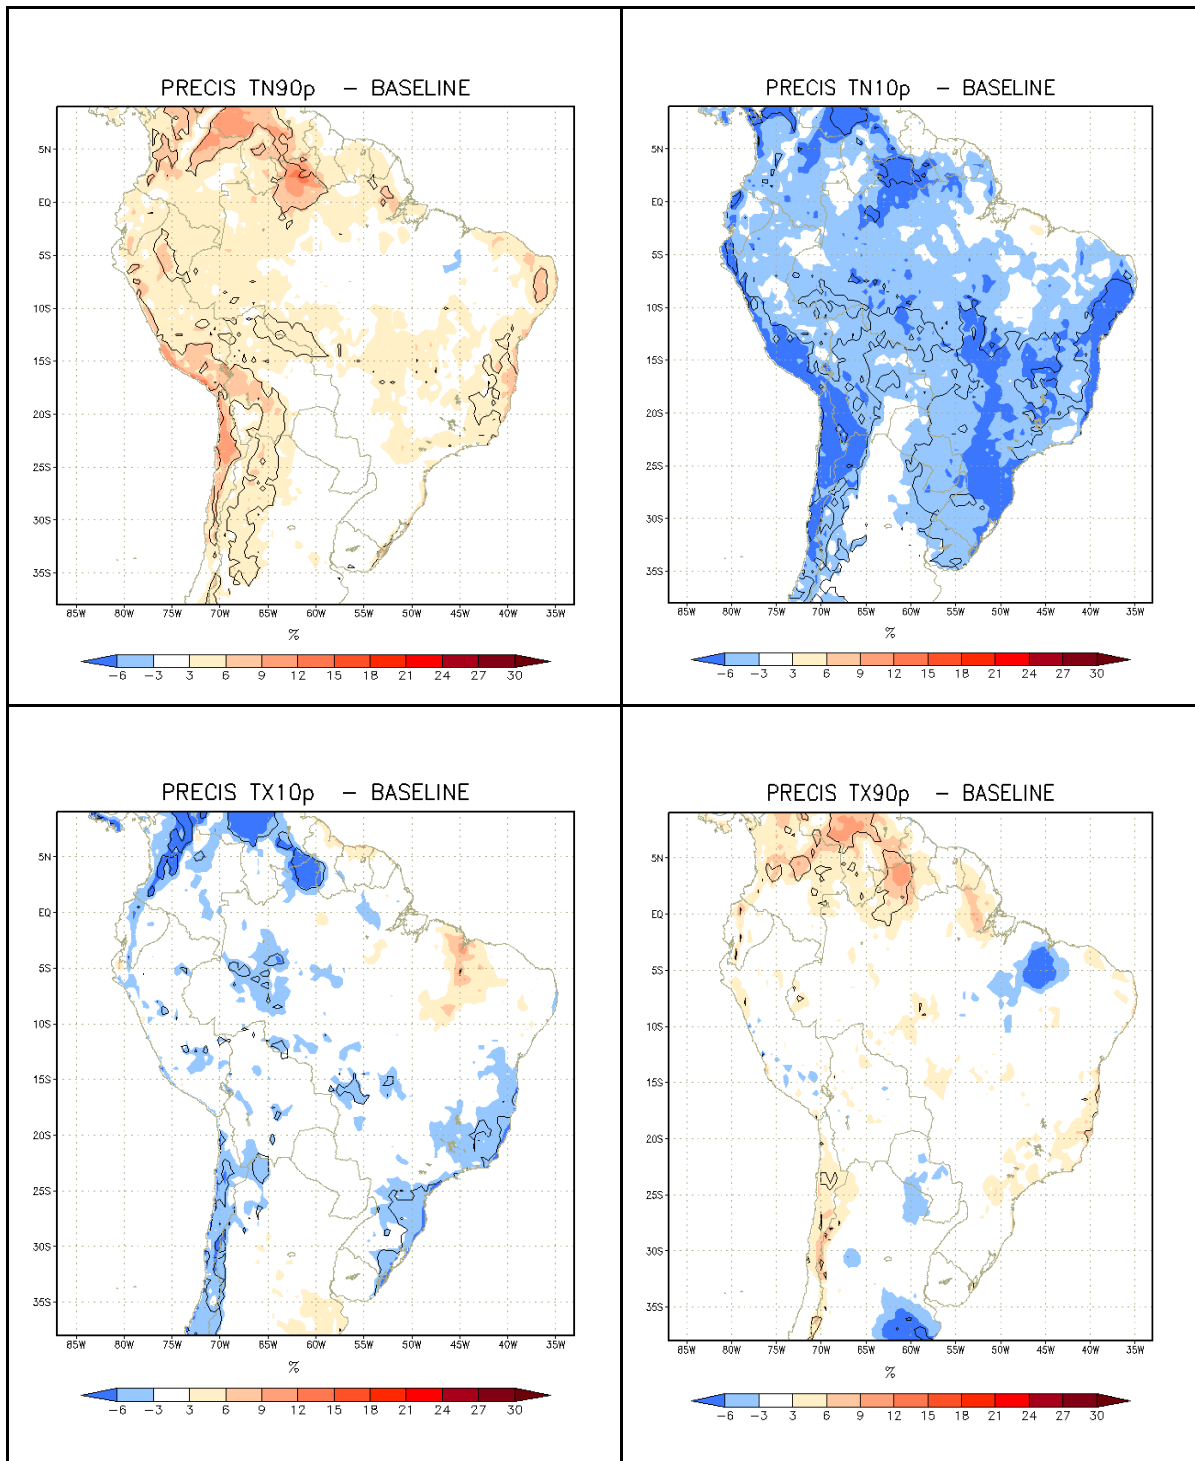 PRECIS TN90p – BASELINE
5N
EQ
5S
10S
15S
20S
25S
30S
35S
85W 80W 75W 70W 65W 60W 55W 50W 45W 40W 35W
%
−6 −3 3 6 9 12 15 18 21 24 27 30
PRECIS TN10p – BASELINE
5N
EQ
5S
10S
15S
20S
25S
30S
35S
85W 80W 75W 70W 65W 60W 55W 50W 45W 40W 35W
%
−6 −3 3 6 9 12 15 18 21 24 27 30
PRECIS TX10p – BASELINE
5N
EQ
5S
10S
15S
20S
25S
30S
35S
85W 80W 75W 70W 65W 60W 55W 50W 45W 40W 35W
%
−6 −3 3 6 9 12 15 18 21 24 27 30
PRECIS TX90p – BASELINE
5N
EQ
5S
10S
15S
20S
25S
30S
35S
85W 80W 75W 70W 65W 60W 55W 50W 45W 40W 35W
%
−6 −3 3 6 9 12 15 18 21 24 27 30